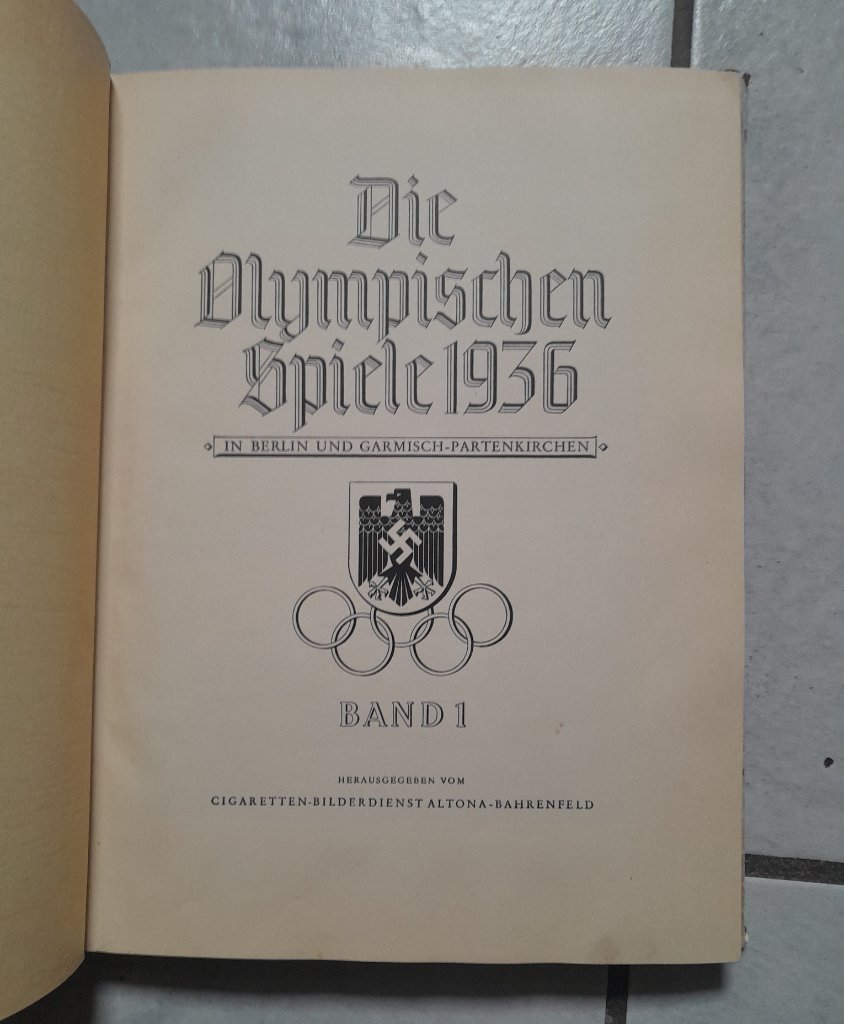 Die
Olympischen
Spiele 1936
IN BERLIN UND GARMISCH-PARTENKIRCHEN
BAND 1
HERAUSGEGEBEN VOM
CIGARETTEN-BILDERDIENST ALTONA-BAHRENFELD